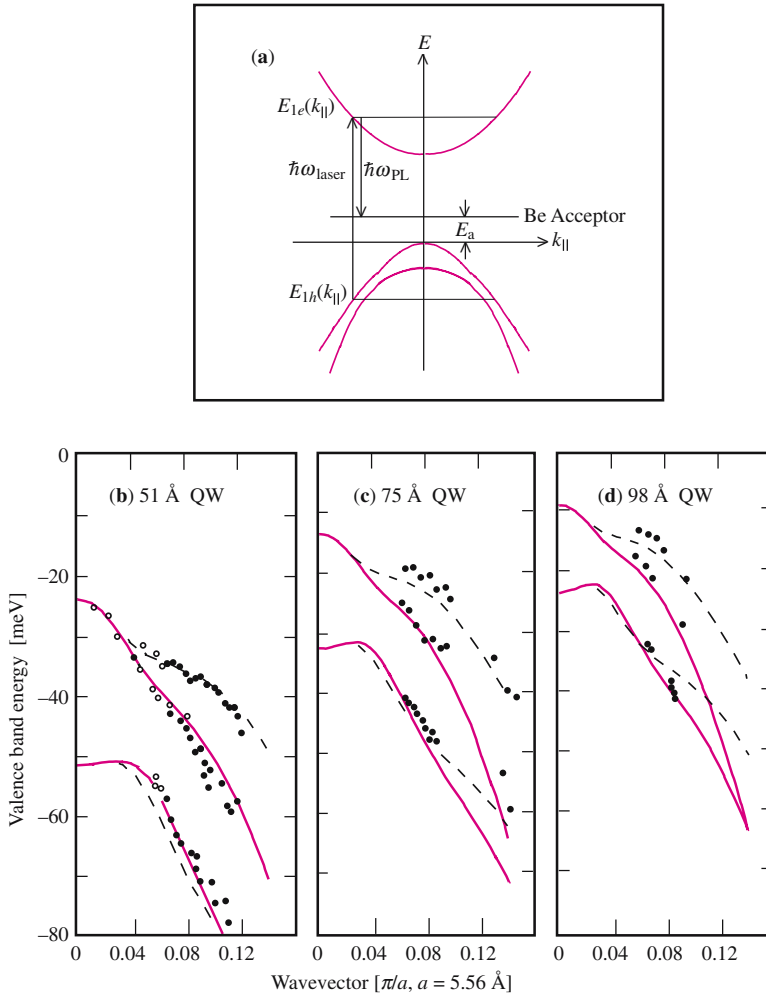 (a)
E
E1e(k||)
ħωlaser
ħωPL
Be Acceptor
Ea
k||
E1h(k||)
0
(b) 51 Å QW
(c) 75 Å QW
(d) 98 Å QW
−20
−40
−60
−80
Valence band energy [meV]
0 0.04 0.08 0.12 0 0.04 0.08 0.12 0 0.04 0.08 0.12
Wavevector [π/a, a = 5.56 Å]